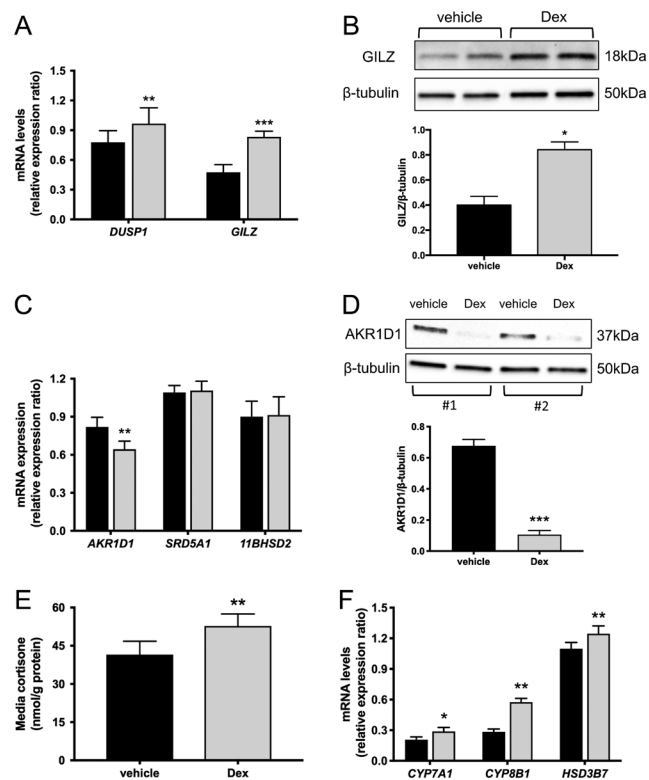 A
mRNA levels
(relative expression ratio)
1.5
1.2
0.9
0.6
0.3
0.0
**
***
DUSP1
GILZ
B
vehicle
Dex
GILZ
18kDa
β-tubulin
50kDa
GILZ/β-tubulin
1.0
0.8
0.6
0.4
0.2
0.0
*
vehicle
Dex
C
mRNA expression
(relative expression ratio)
1.2
0.9
0.6
0.3
0.0
**
AKR1D1
SRD5A1
11BHSD2
D
vehicle
Dex
vehicle
Dex
AKR1D1
37kDa
β-tubulin
50kDa
#1
#2
AKR1D1/β-tubulin
0.8
0.6
0.4
0.2
0.0
***
vehicle
Dex
E
Media cortisone
(nmol/g protein)
60
45
30
15
0
**
vehicle
Dex
F
mRNA levels
(relative expression ratio)
1.5
1.2
0.9
0.6
0.3
0.0
*
**
**
CYP7A1
CYP8B1
HSD3B7